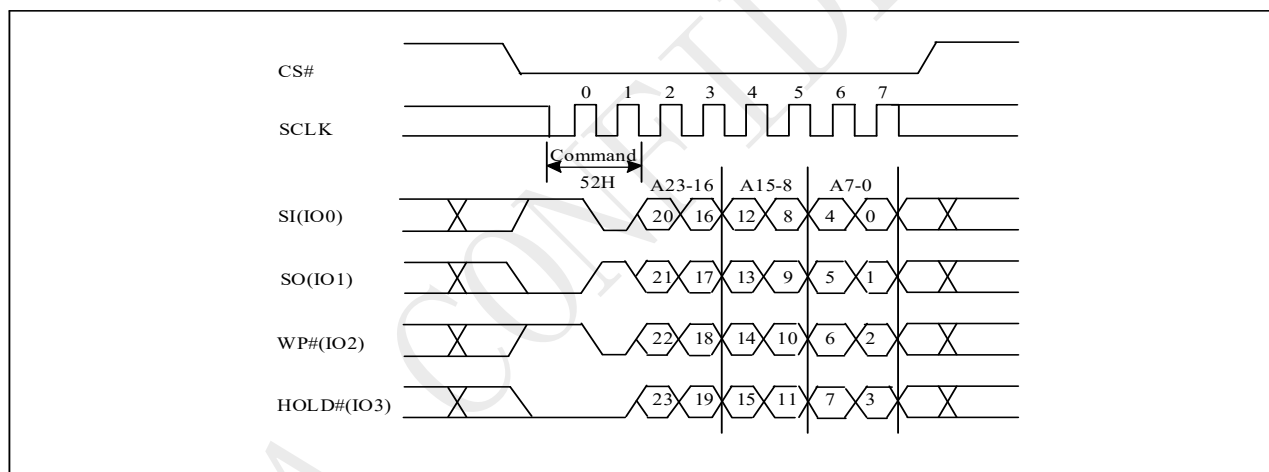 CS#
0 1 2 3 4 5 6 7
SCLK
Command
52H
A23-16 A15-8 A7-0
SI(IO0) 20 16 12 8 4 0
SO(IO1) 21 17 13 9 5 1
WP#(IO2) 22 18 14 10 6 2
HOLD#(IO3) 23 19 15 11 7 3